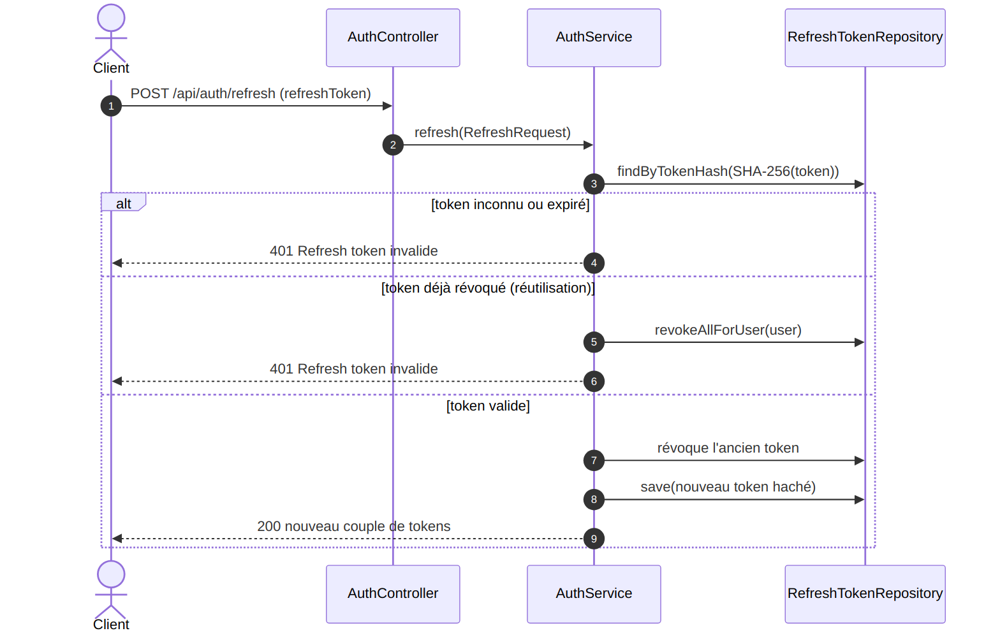 Client
AuthController
AuthService
RefreshTokenRepository
POST /api/auth/refresh (refreshToken)
1
refresh(RefreshRequest)
2
findByTokenHash(SHA-256(token))
3
alt
[token inconnu ou expiré]
401 Refresh token invalide
4
[token déjà révoqué (réutilisation)]
revokeAllForUser(user)
5
401 Refresh token invalide
6
[token valide]
révoque l'ancien token
7
save(nouveau token haché)
8
200 nouveau couple de tokens
9
Client
AuthController
AuthService
RefreshTokenRepository